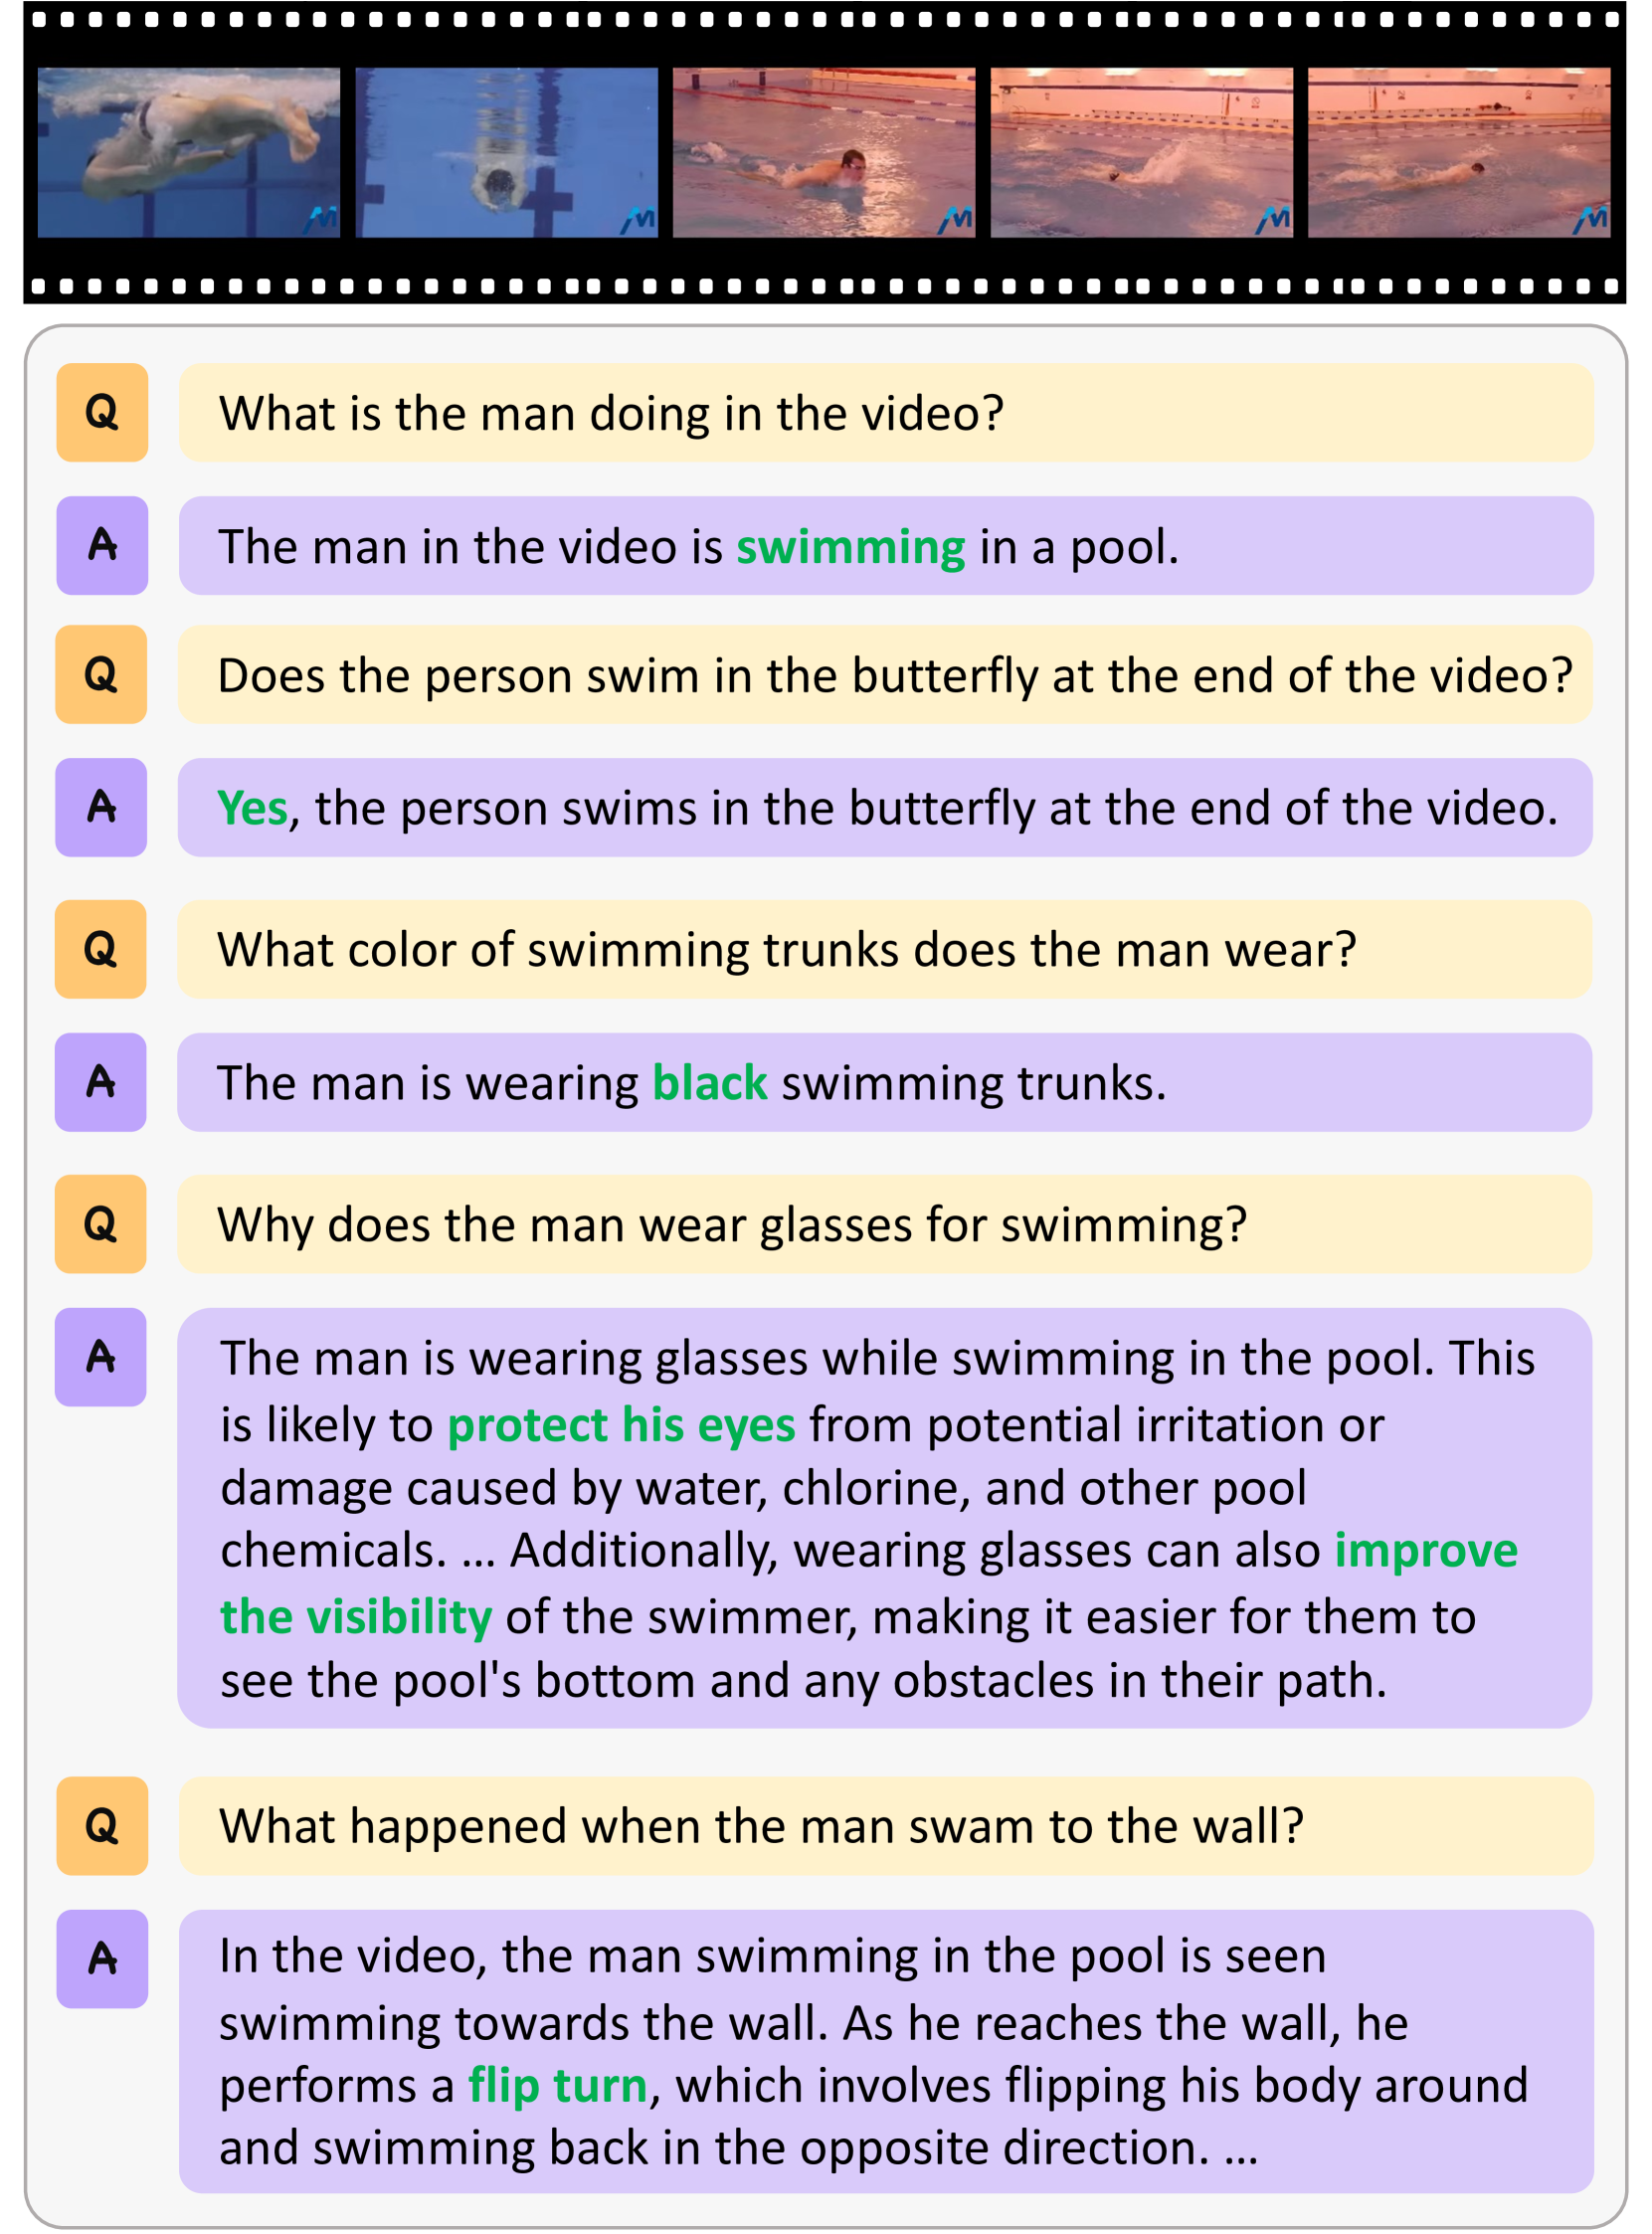 Q
What is the man doing in the video?
A
The man in the video is swimming in a pool.
Q
Does the person swim in the butterfly at the end of the video?
A
Yes, the person swims in the butterfly at the end of the video.
Q
What color of swimming trunks does the man wear?
A
The man is wearing black swimming trunks.
Q
Why does the man wear glasses for swimming?
A
The man is wearing glasses while swimming in the pool. This
is likely to protect his eyes from potential irritation or
damage caused by water, chlorine, and other pool
chemicals. ... Additionally, wearing glasses can also improve
the visibility of the swimmer, making it easier for them to
see the pool's bottom and any obstacles in their path.
Q
What happened when the man swam to the wall?
A
In the video, the man swimming in the pool is seen
swimming towards the wall. As he reaches the wall, he
performs a flip turn, which involves flipping his body around
and swimming back in the opposite direction. ...